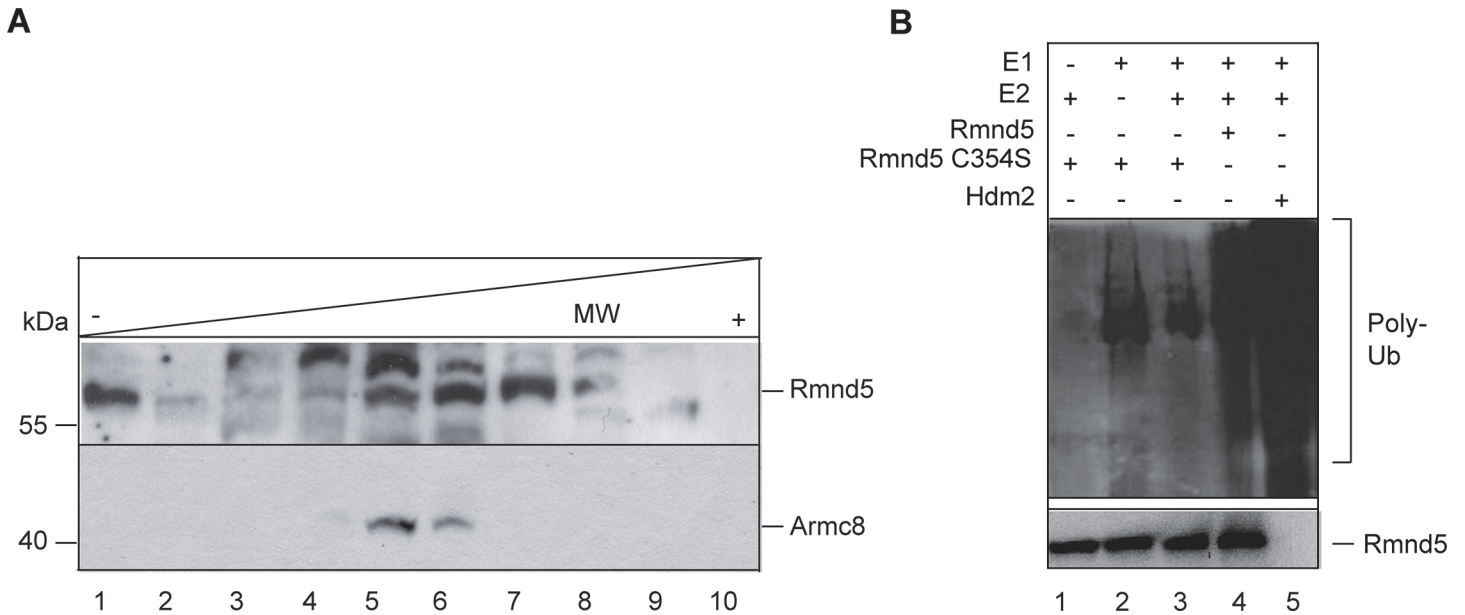 A
kDa
- MW +
Rmnd5
55
Armc8
40
1 2 3 4 5 6 7 8 9 10
B
E1 - + + + +
E2 + - + + +
Rmnd5 - - - + -
Rmnd5 C354S + + + - -
Hdm2 - - - - +
Poly-
Ub
Rmnd5
1 2 3 4 5